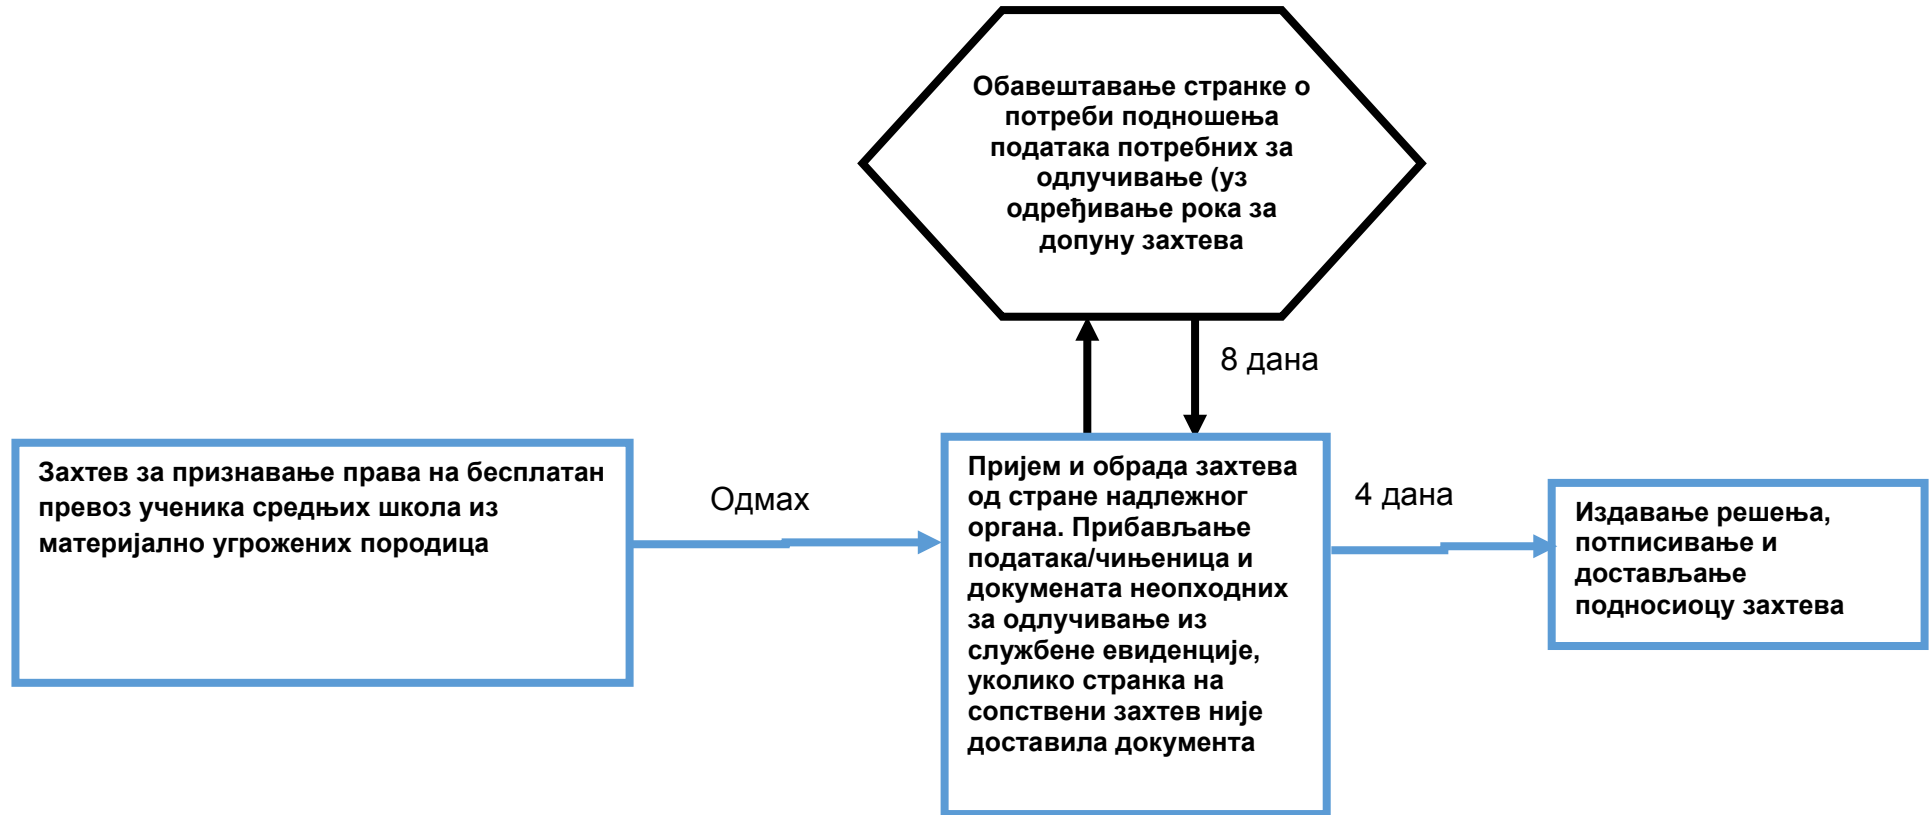 Обавештавање странке о
потреби подношења
података потребних за
одлучивање (уз
одређивање рока за
допуну захтева
8 дана
Захтев за признавање права на бесплатан
превоз ученика средњих школа из
материјално угрожених породица
Одмах
Пријем и обрада захтева
од стране надлежног
органа. Прибављање
података/чињеница и
докумената неопходних
за одлучивање из
службене евиденције,
уколико странка на
сопствени захтев није
доставила документа
4 дана
Издавање решења,
потписивање и
достављање
подносиоцу захтева